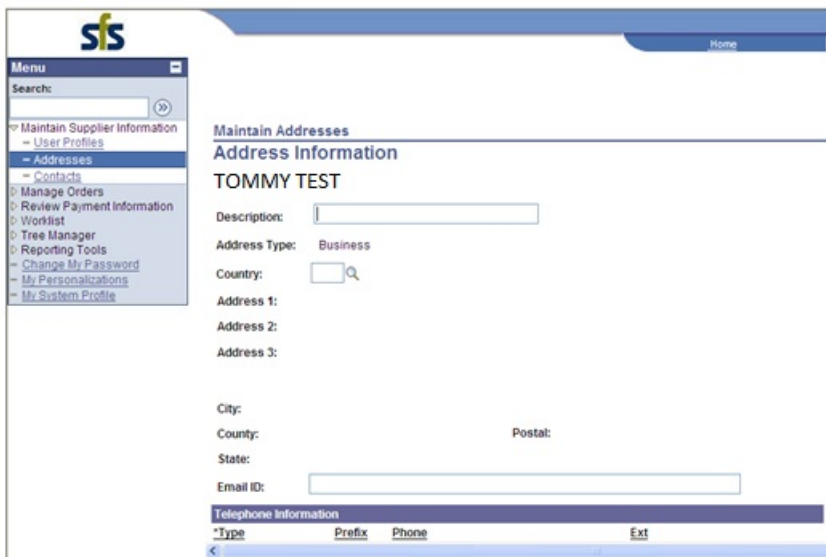 sfs
Home
Menu
Search:
Maintain Supplier Information
User Profiles
Addresses
Contacts
Manage Orders
Review Payment Information
Worklist
Tree Manager
Reporting Tools
Change My Password
My Personalizations
My System Profile
Maintain Addresses
Address Information
TOMMY TEST
Description:
Address Type: Business
Country:
Address 1:
Address 2:
Address 3:
City:
County: Postal:
State:
Email ID:
Telephone Information
*Type Prefix Phone Ext